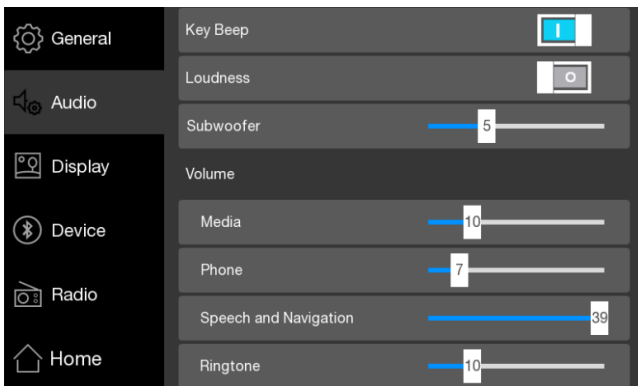 General
Audio
Display
Device
Radio
Home
Key Beep I
Loudness O
Subwoofer 5
Volume
Media 10
Phone 7
Speech and Navigation 39
Ringtone 10